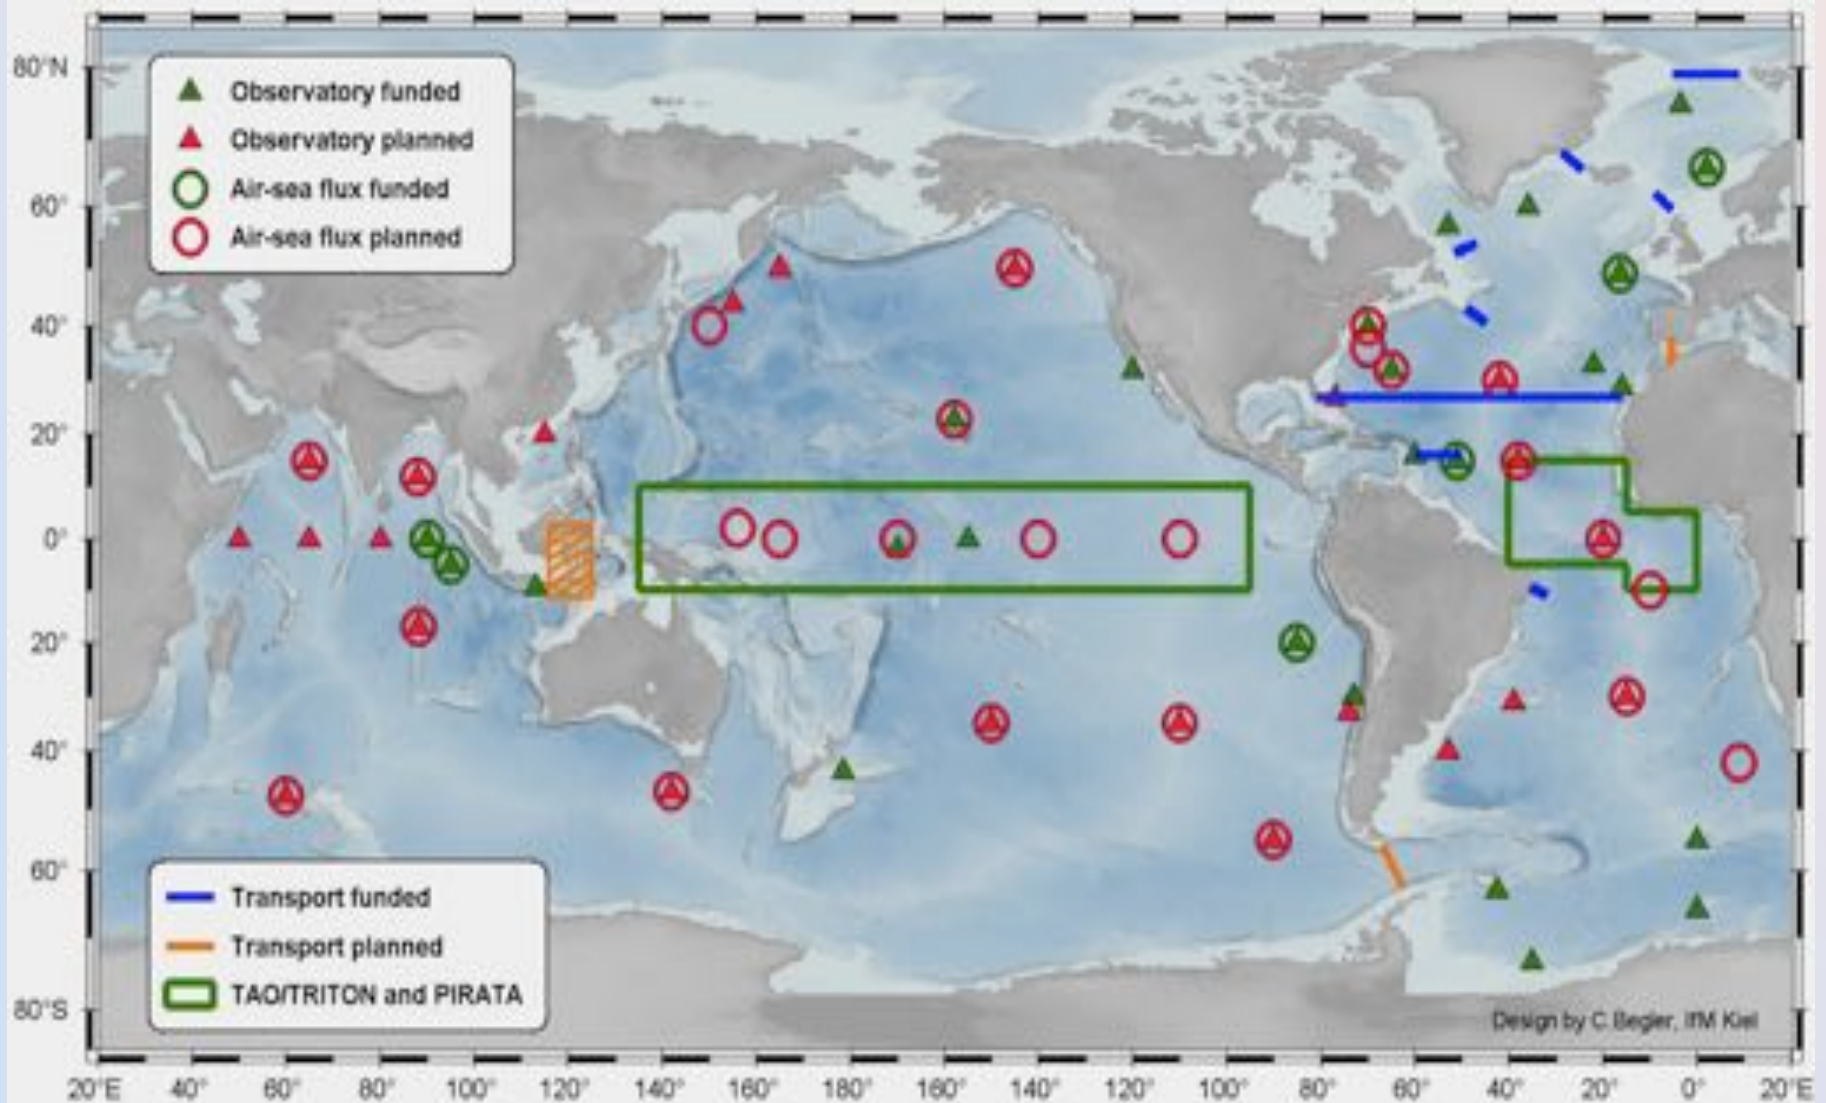 80°N
60°
40°
20°
0°
20°
40°
60°
80°S
Observatory funded
Observatory planned
Air-sea flux funded
Air-sea flux planned
Transport funded
Transport planned
TAO/TRITON and PIRATA
Design by C.Begler, IfM Kiel
20°E 40° 60° 80° 100° 120° 140° 160° 180° 160° 140° 120° 100° 80° 60° 40° 20° 0° 20°E